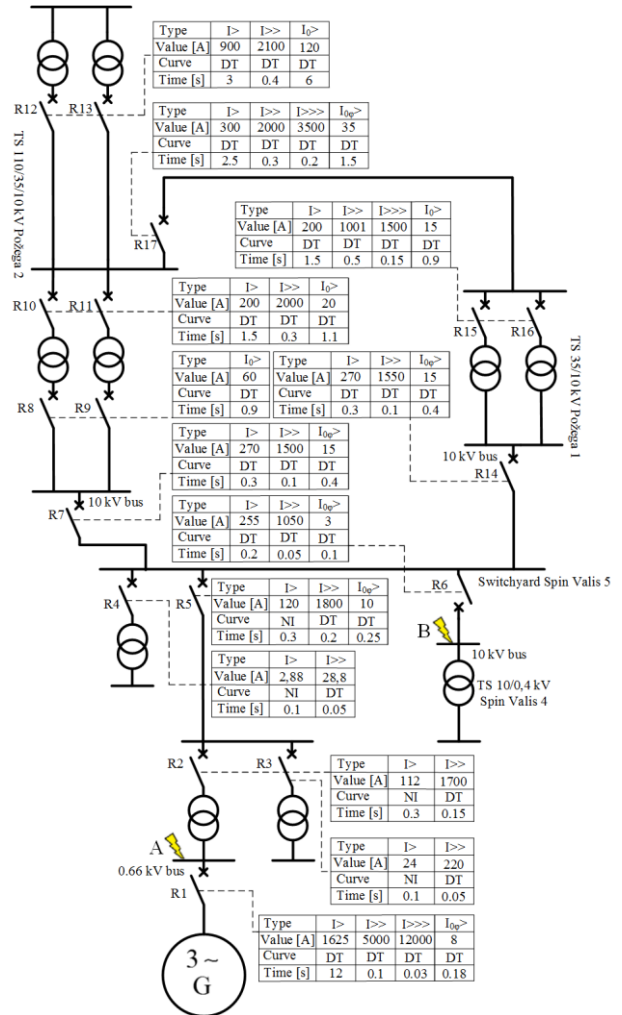 Type I> I>> I₀>
Value [A] 900 2100 120
Curve DT DT DT
Time [s] 3 0.4 6
R12 R13
TS 110/35/10 kV Požega 2
Type I> I>> I>>> I₀φ>
Value [A] 300 2000 3500 35
Curve DT DT DT DT
Time [s] 2.5 0.3 0.2 1.5
R17
Type I> I>> I>>> I₀>
Value [A] 200 1001 1500 15
Curve DT DT DT DT
Time [s] 1.5 0.5 0.15 0.9
R10 R11
Type I> I>> I₀>
Value [A] 200 2000 20
Curve DT DT DT
Time [s] 1.5 0.3 1.1
R15 R16
TS 35/10 kV Požega 1
R8 R9
Type I₀>
Value [A] 60
Curve DT
Time [s] 0.9
Type I> I>> I₀φ>
Value [A] 270 1550 15
Curve DT DT DT
Time [s] 0.3 0.1 0.4
Type I> I>> I₀φ>
Value [A] 270 1500 15
Curve DT DT DT
Time [s] 0.3 0.1 0.4
10 kV bus
R14
10 kV bus
R7
Type I> I>> I₀φ>
Value [A] 255 1050 3
Curve DT DT DT
Time [s] 0.2 0.05 0.1
Switchyard Spin Valis 5
R4 R5 R6
Type I> I>> I₀φ>
Value [A] 120 1800 10
Curve NI DT DT
Time [s] 0.3 0.2 0.25
B
10 kV bus
TS 10/0,4 kV
Spin Valis 4
Type I> I>>
Value [A] 2,88 28,8
Curve NI DT
Time [s] 0.1 0.05
R2 R3
Type I> I>>
Value [A] 112 1700
Curve NI DT
Time [s] 0.3 0.15
A
0.66 kV bus
R1
Type I> I>>
Value [A] 24 220
Curve NI DT
Time [s] 0.1 0.05
Type I> I>> I>>> I₀φ>
Value [A] 1625 5000 12000 8
Curve DT DT DT DT
Time [s] 12 0.1 0.03 0.18
3 ~
G